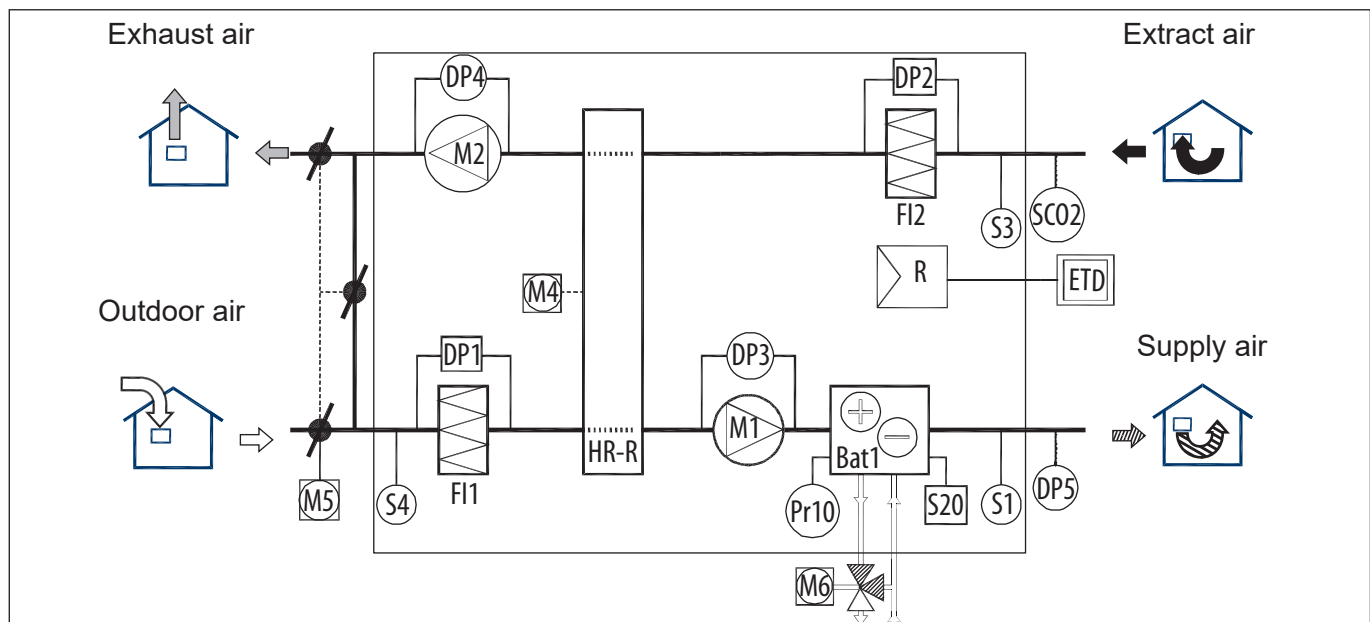 Exhaust air
Extract air
DP4
DP2
M2
FI2
S3
SCO2
R
ETD
M4
Outdoor air
Supply air
DP1
DP3
M1
HR-R
Bat1
FI1
M5
S4
Pr10
S20
S1
DP5
M6